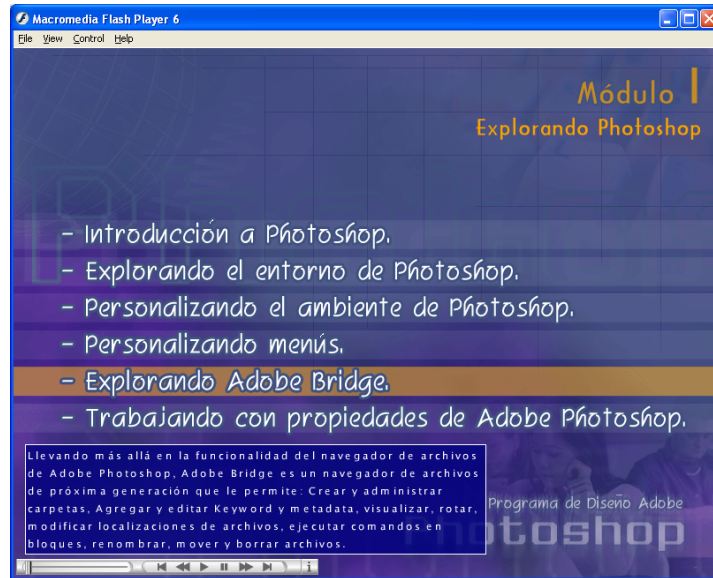 Macromedia Flash Player 6
File View Control Help
Módulo I
Explorando Photoshop
- Introducción a Photoshop.
- Explorando el entorno de Photoshop.
- Personalizando el ambiente de Photoshop.
- Personalizando menús.
- Explorando Adobe Bridge.
- Trabajando con propiedades de Adobe Photoshop.
Llevando más allá en la funcionalidad del navegador de archivos
de Adobe Photoshop, Adobe Bridge es un navegador de archivos
de próxima generación que le permite: Crear y administrar
carpetas, Agregar y editar Keyword y metadata, visualizar, rotar,
modificar localizaciones de archivos, ejecutar comandos en
bloques, renombrar, mover y borrar archivos.
Programa de Diseño Adobe
Photoshop
i